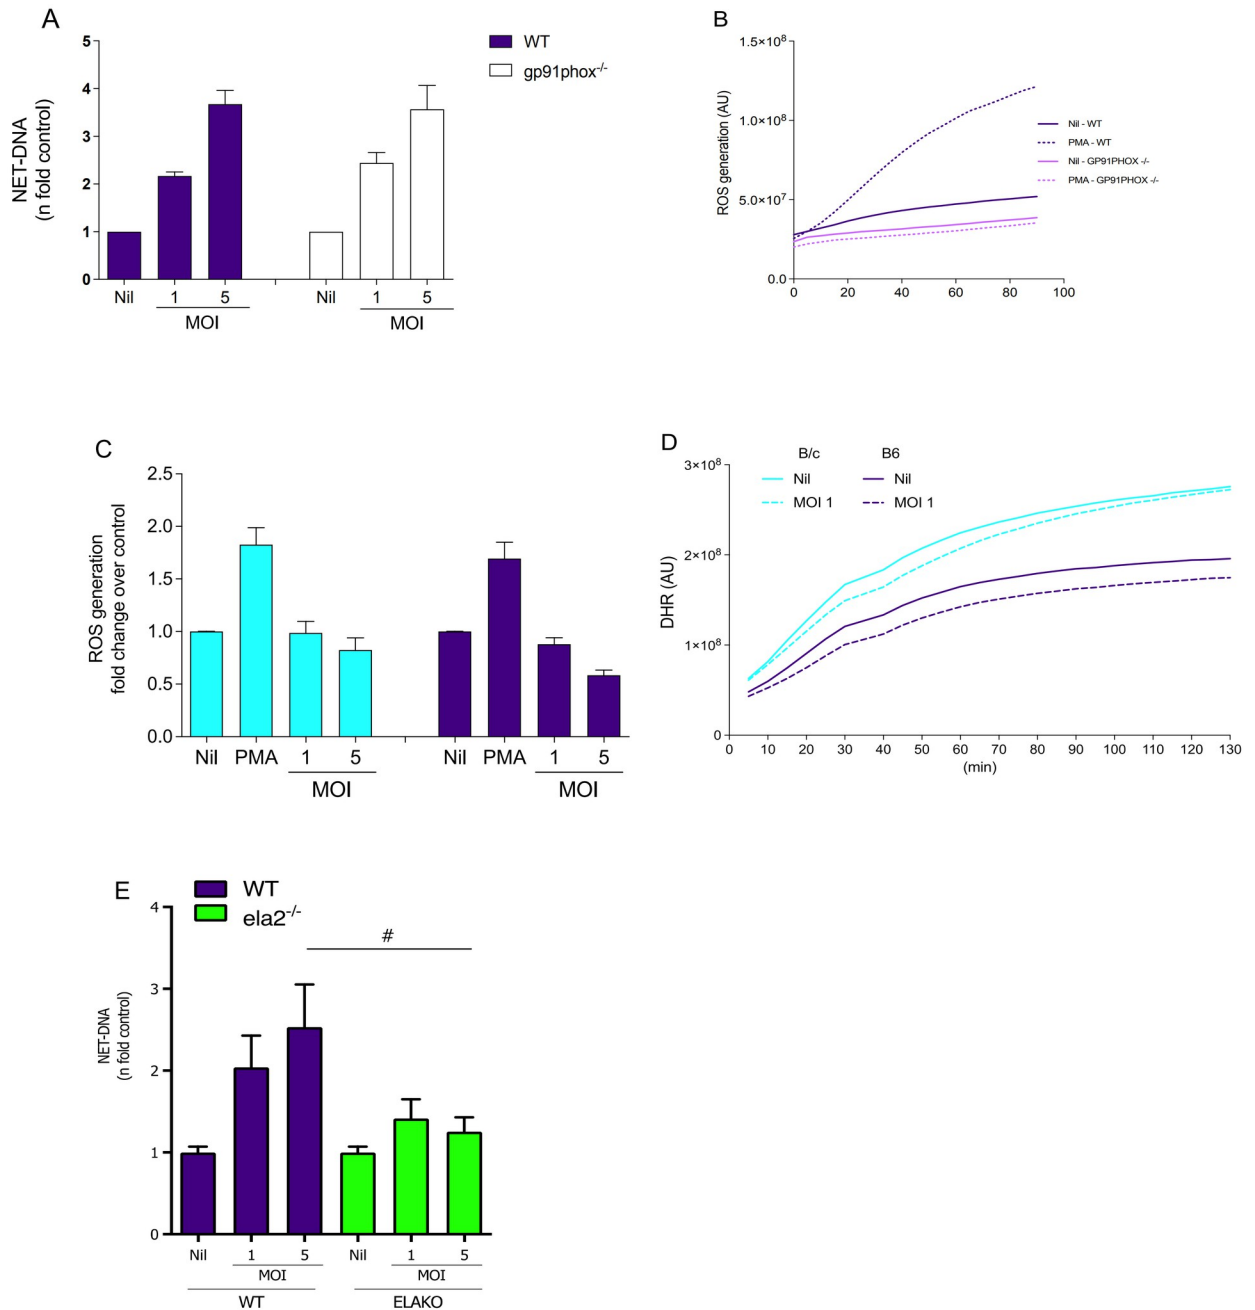 A
NET-DNA
(n fold control)
5
4
3
2
1
0
Nil
1
5
MOI
Nil
1
5
MOI
WT
gp91phox-/-
B
ROS generation (AU)
1.5×10⁸
1.0×10⁸
5.0×10⁷
0.0
0
20
40
60
80
100
Nil - WT
PMA - WT
Nil - GP91PHOX -/-
PMA - GP91PHOX -/-
C
ROS generation
fold change over control
2.5
2.0
1.5
1.0
0.5
0.0
Nil
PMA
1
5
MOI
Nil
PMA
1
5
MOI
D
DHR (AU)
3×10⁸
2×10⁸
1×10⁸
0
B/c
B6
Nil
Nil
MOI 1
MOI 1
0
10
20
30
40
50
60
70
80
90
100
110
120
130
(min)
E
WT
ela2-/-
#
NET-DNA
(n fold control)
4
3
2
1
0
Nil
1
5
MOI
WT
Nil
1
5
MOI
ELAKO